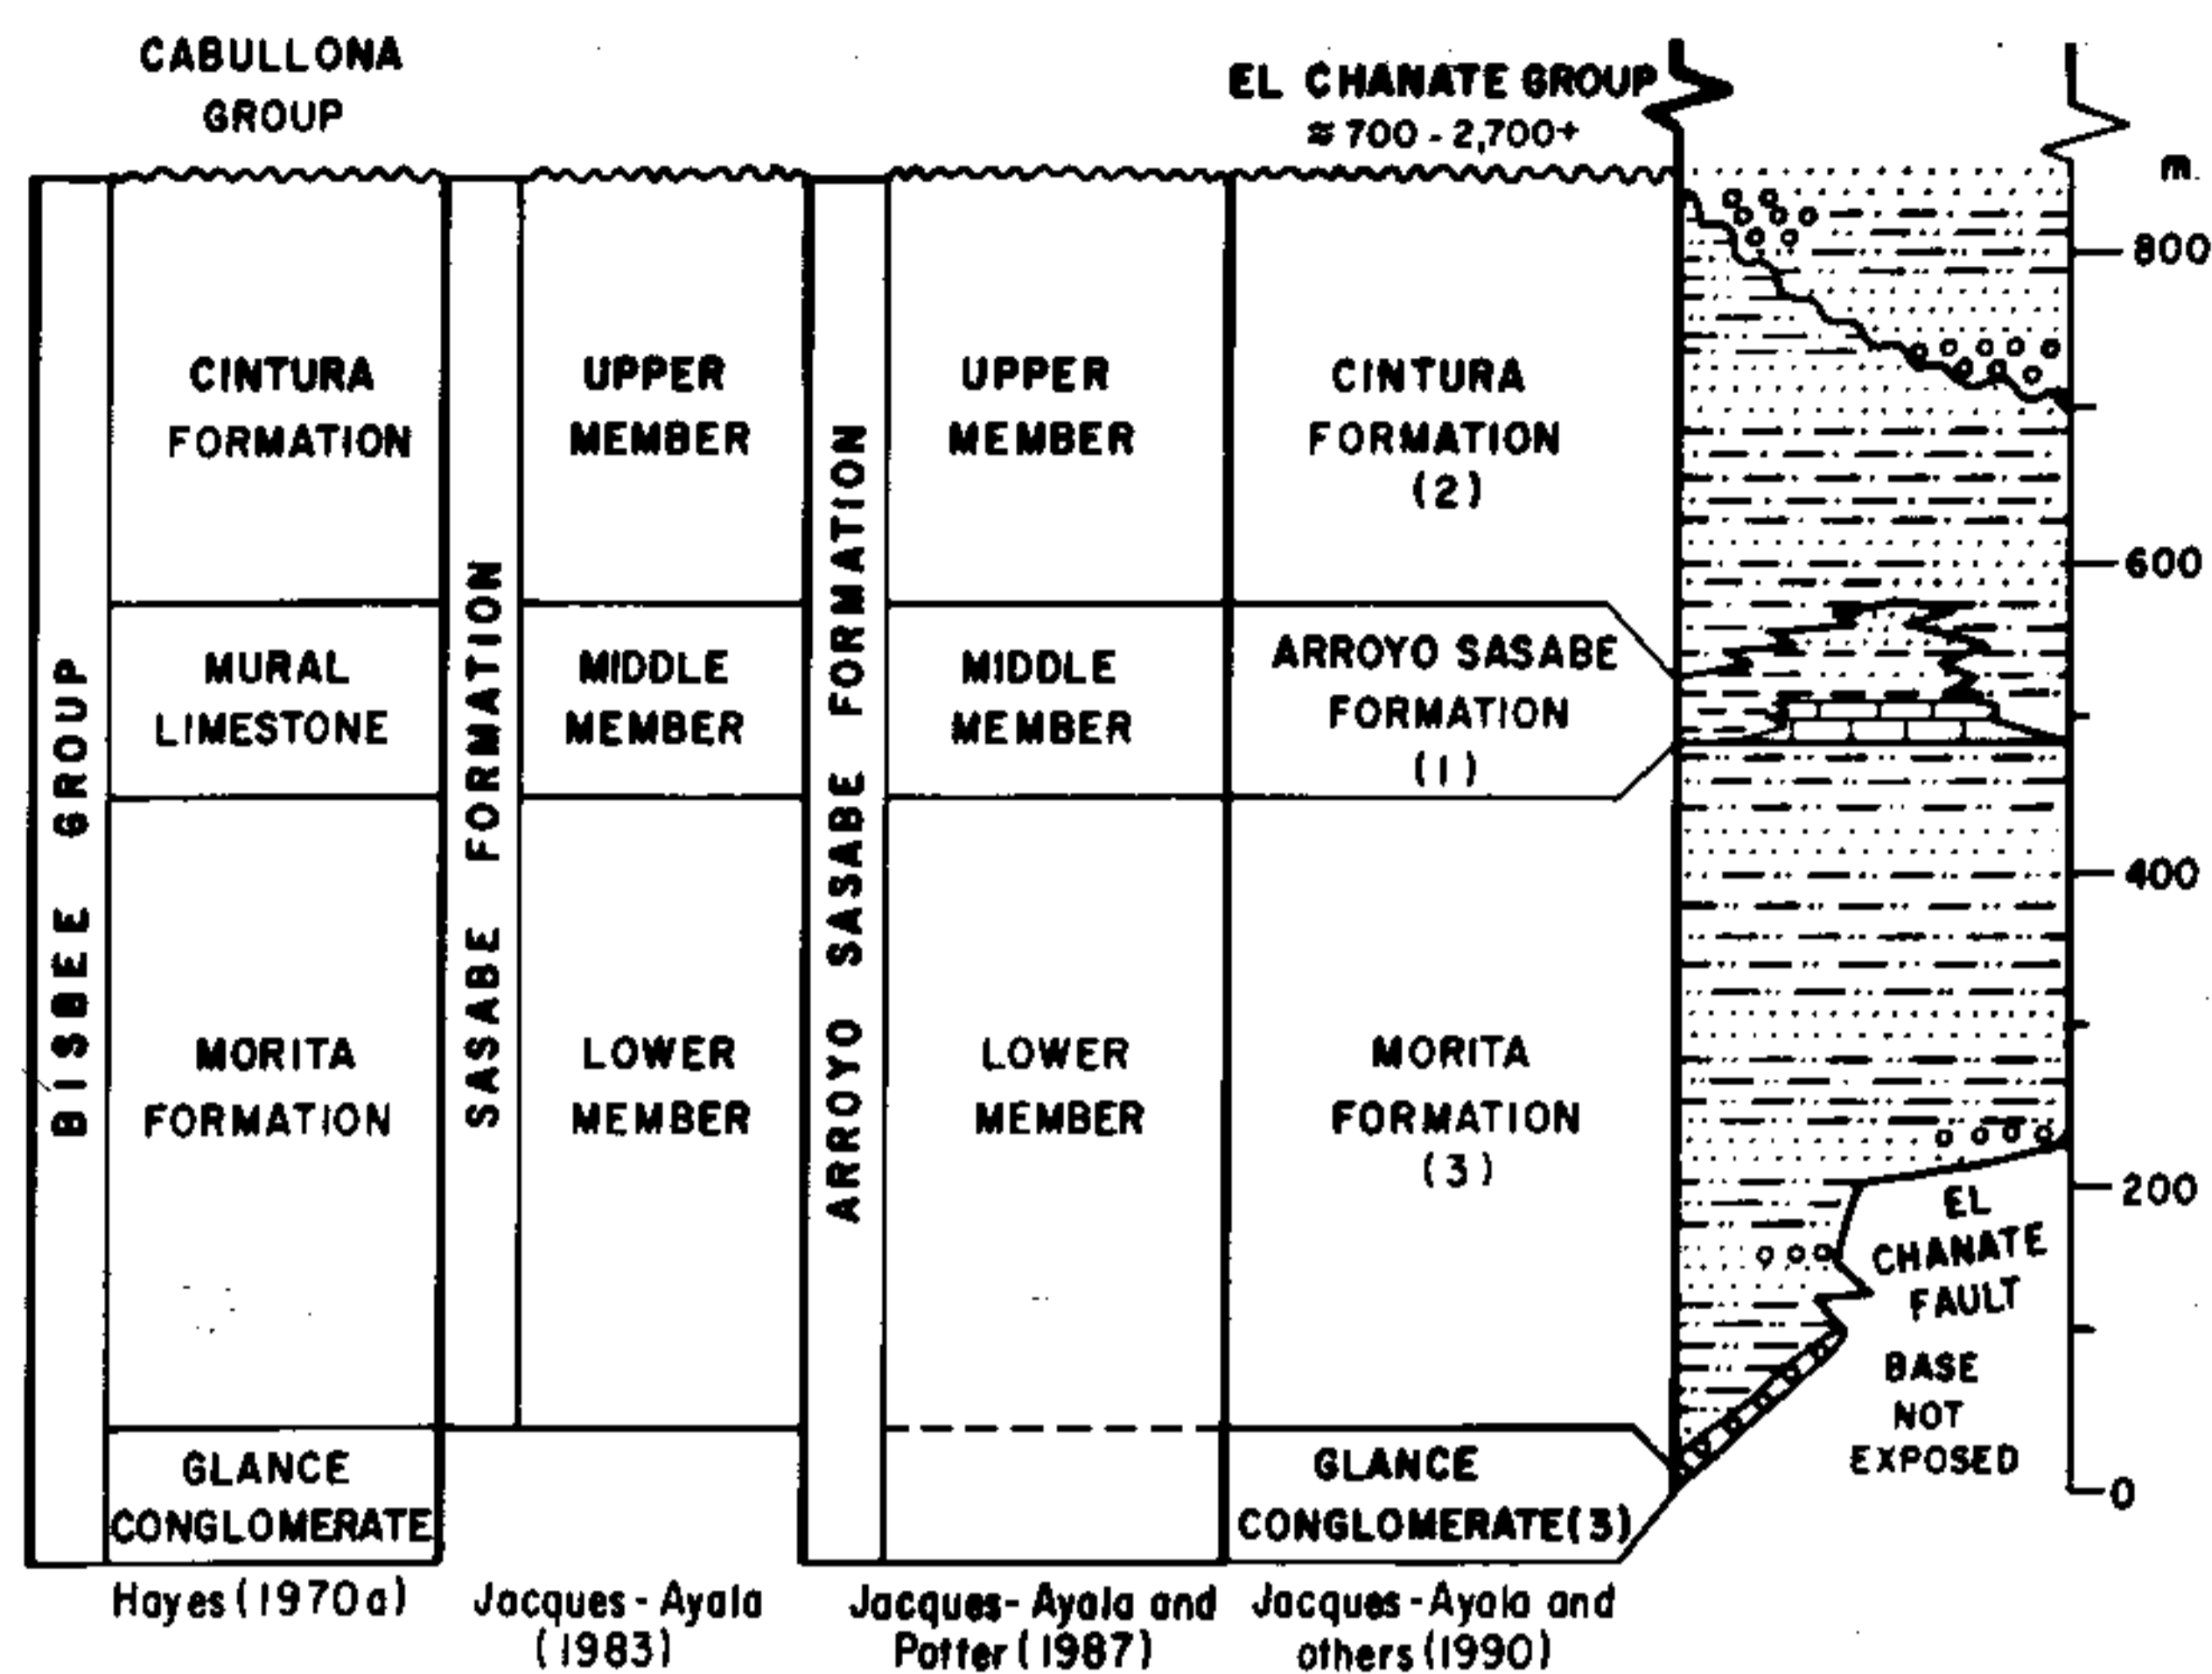 CABULLONA
GROUP
EL CHANATE GROUP
≈ 700 - 2,700+
m.
BISBEE GROUP
CINTURA
FORMATION
MURAL
LIMESTONE
MORITA
FORMATION
GLANCE
CONGLOMERATE
Hayes (1970a)
SASABE FORMATION
UPPER
MEMBER
MIDDLE
MEMBER
LOWER
MEMBER
Jacques - Ayala
(1983)
ARROYO SASABE FORMATION
UPPER
MEMBER
MIDDLE
MEMBER
LOWER
MEMBER
Jacques- Ayala and
Potter (1987)
CINTURA
FORMATION
(2)
ARROYO SASABE
FORMATION
(1)
MORITA
FORMATION
(3)
GLANCE
CONGLOMERATE(3)
Jacques - Ayala and
others (1990)
EL
CHANATE
FAULT
BASE
NOT
EXPOSED
800
600
400
200
0